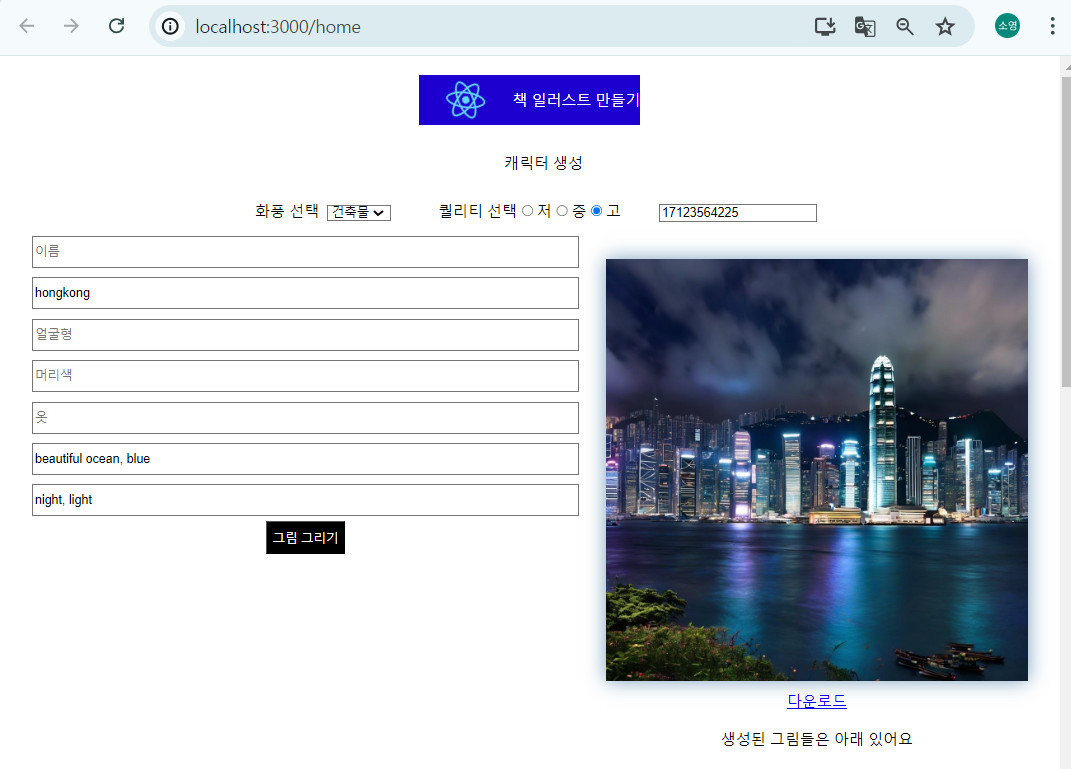 localhost:3000/home
소영
책 일러스트 만들기
캐릭터 생성
화풍 선택 건축물 퀄리티 선택 저 중 고 17123564225
이름
hongkong
얼굴형
머리색
옷
beautiful ocean, blue
night, light
그림 그리기
다운로드
생성된 그림들은 아래 있어요